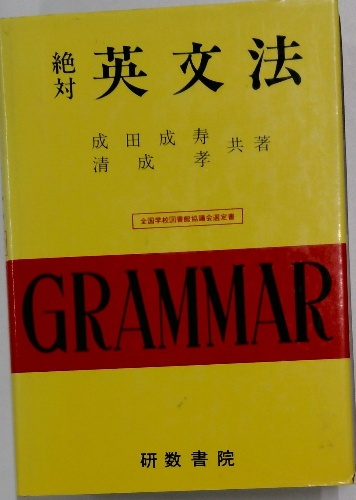 絶対 英文法
成田成寿
清成孝 共著
全国学校図書館協議会選定書
GRAMMAR
研数書院